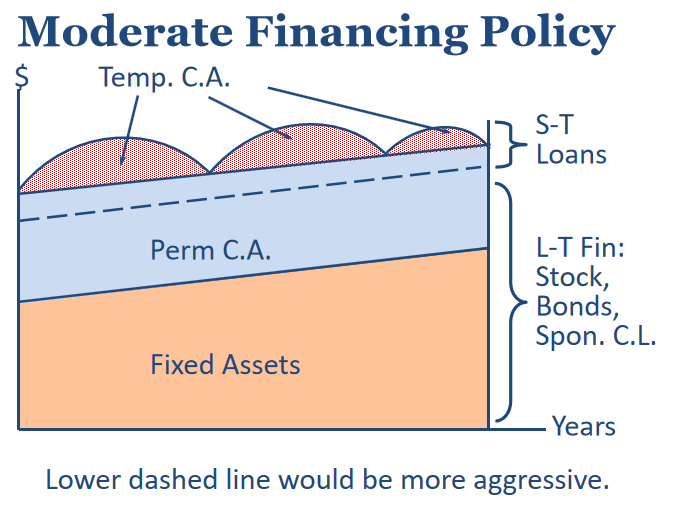 Moderate Financing Policy
$
Temp. C.A.
S-T
Loans
Perm C.A.
L-T Fin:
Stock,
Bonds,
Spon. C.L.
Fixed Assets
Years
Lower dashed line would be more aggressive.